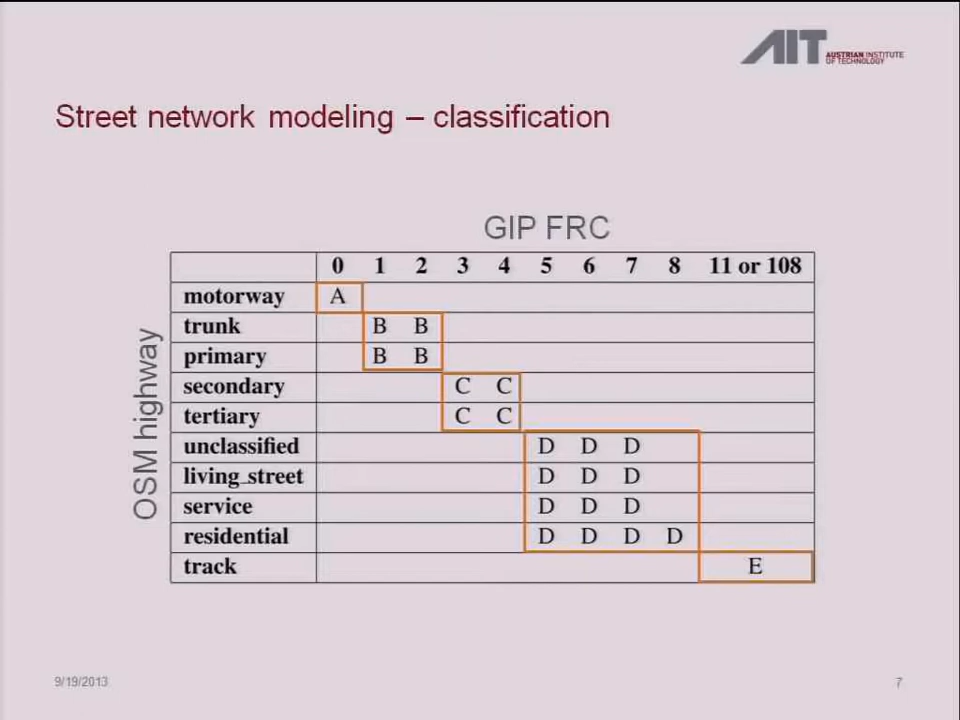 AIT AUSTRIAN INSTITUTE
OF TECHNOLOGY
Street network modeling – classification
GIP FRC
0 1 2 3 4 5 6 7 8 11 or 108
OSM highway
motorway A
trunk B B
primary B B
secondary C C
tertiary C C
unclassified D D D
living_street D D D
service D D D
residential D D D D
track E
9/19/2013
7